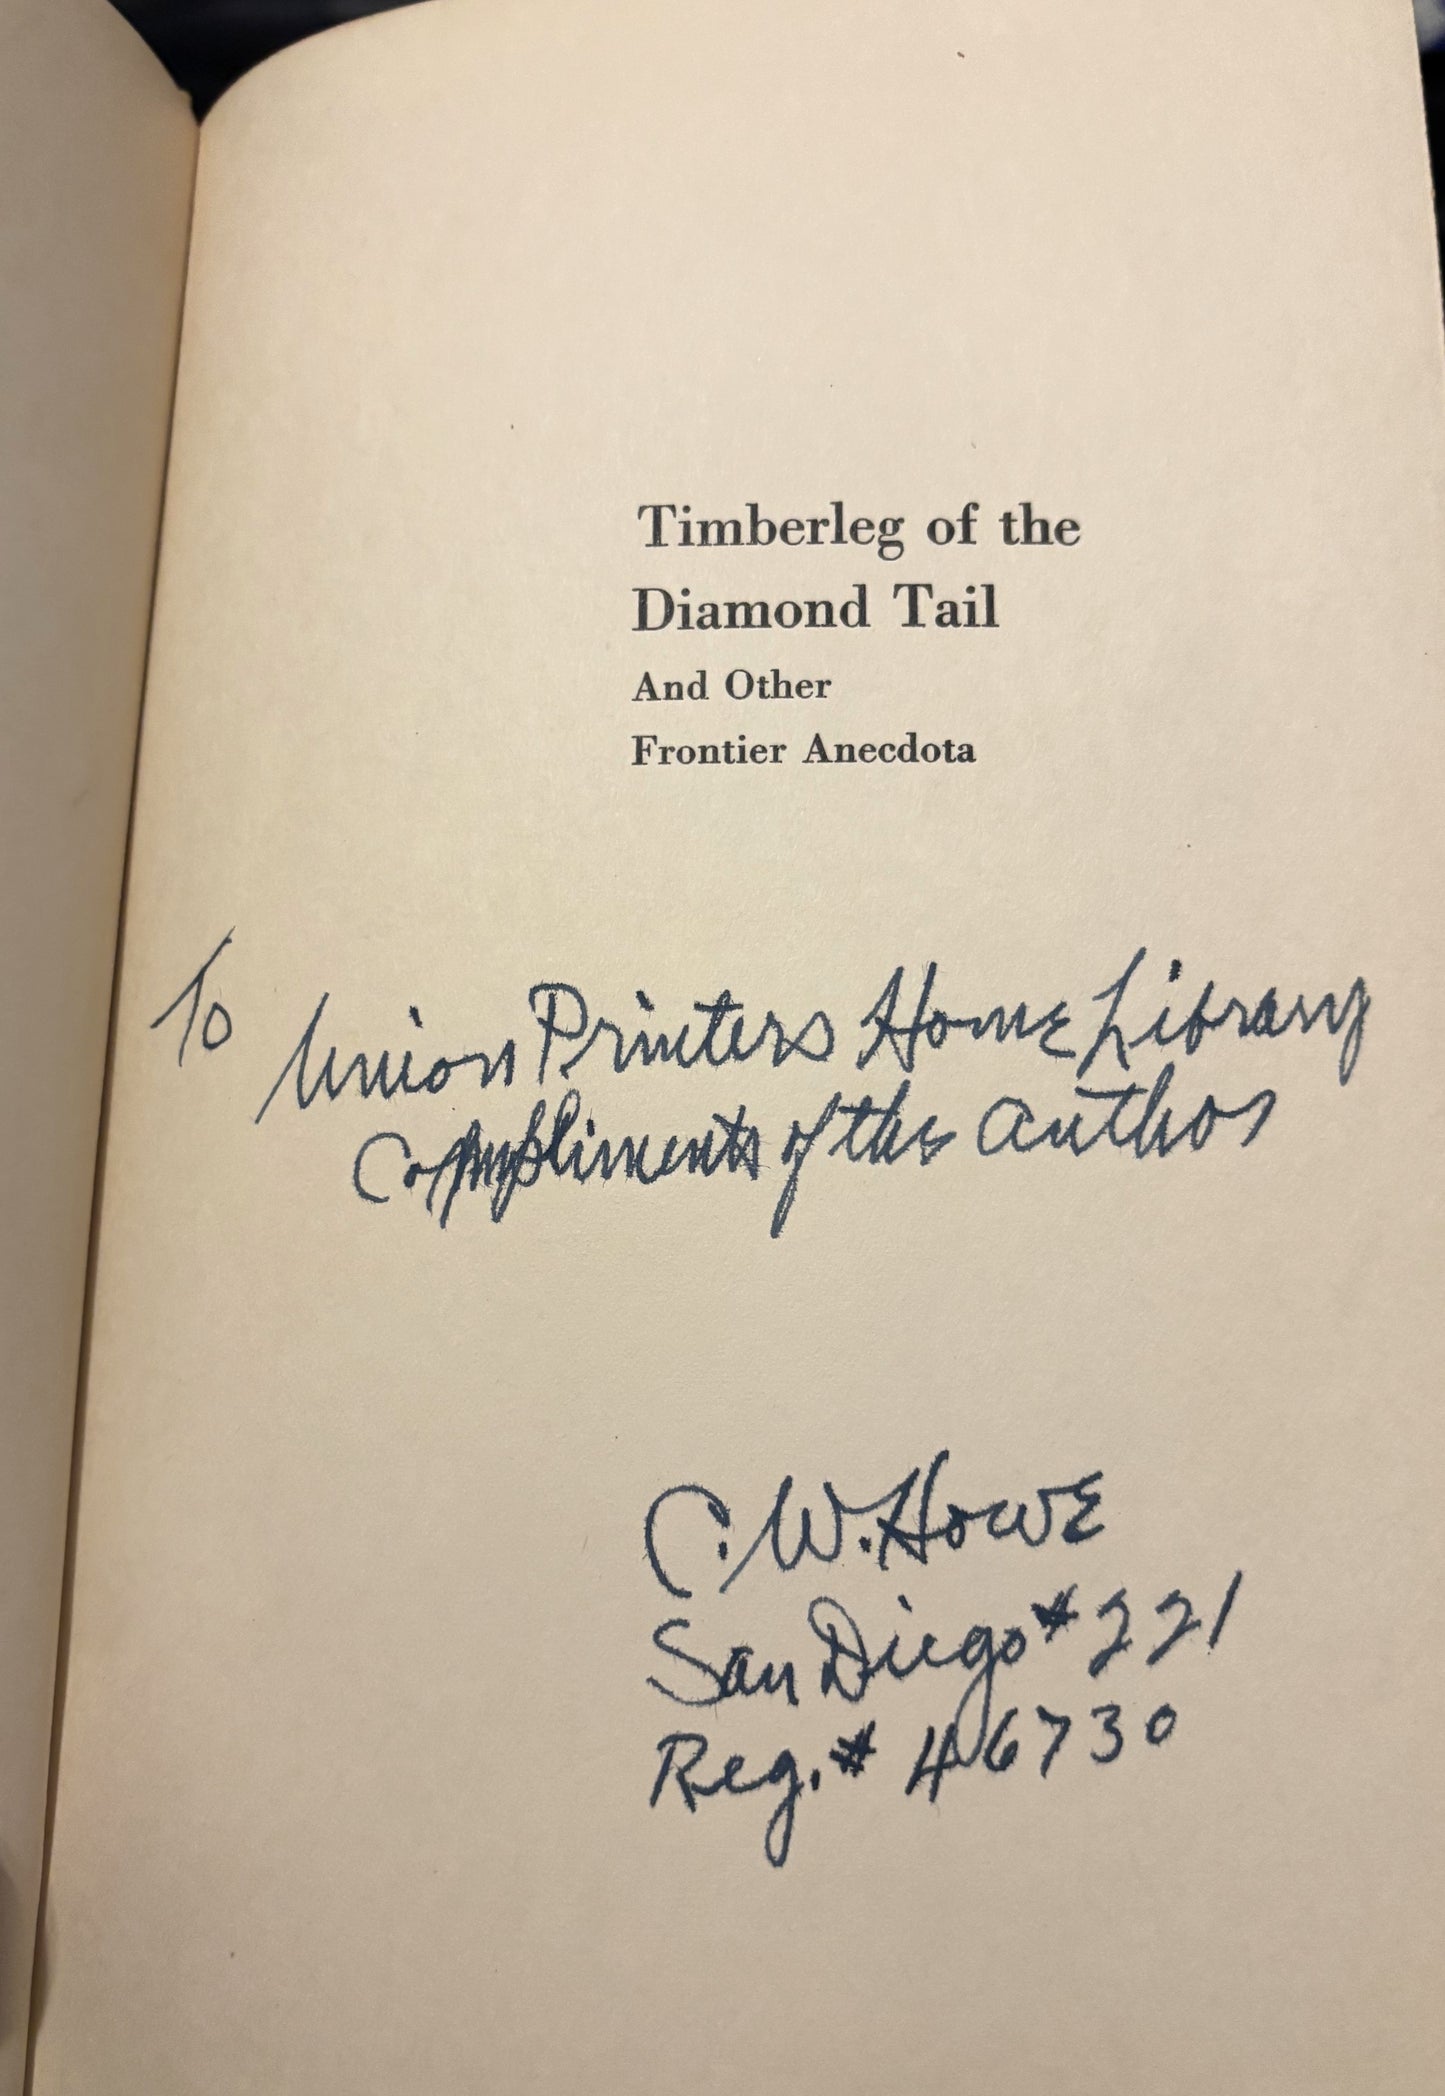 Timberleg of the
Diamond Tail
And Other
Frontier Anecdota
To Union Printers Home Library
Compliments of the author
C. W. Howe
San Diego # 221
Reg. # 46730